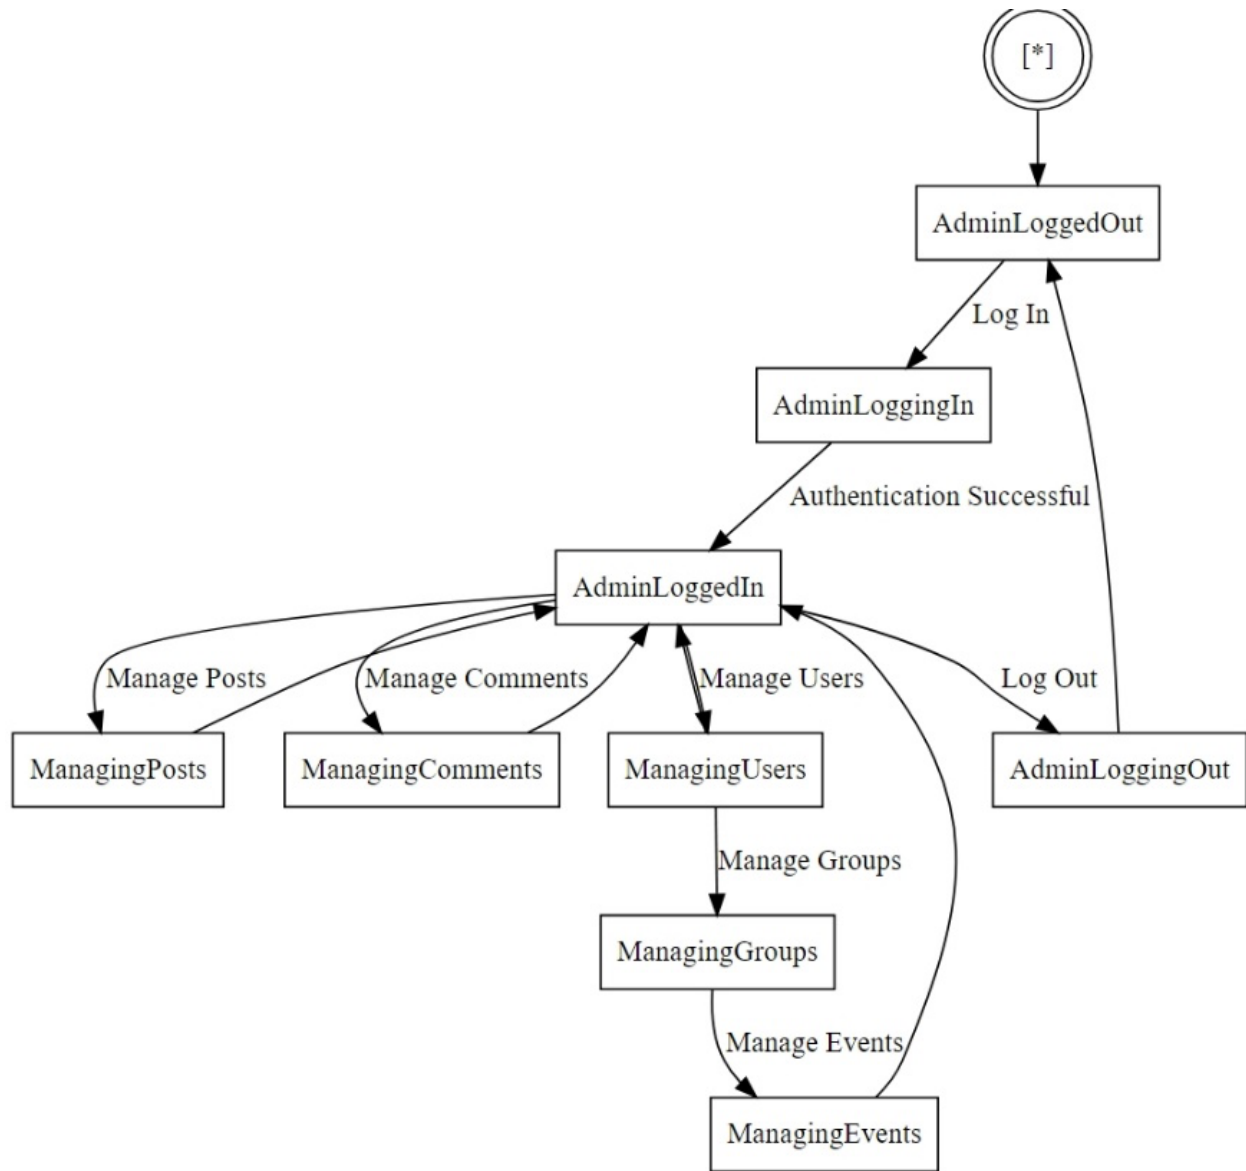 [*]
AdminLoggedOut
Log In
AdminLoggingIn
Authentication Successful
AdminLoggedIn
Manage Posts
Manage Comments
Manage Users
Log Out
ManagingPosts
ManagingComments
ManagingUsers
AdminLoggingOut
Manage Groups
ManagingGroups
Manage Events
ManagingEvents